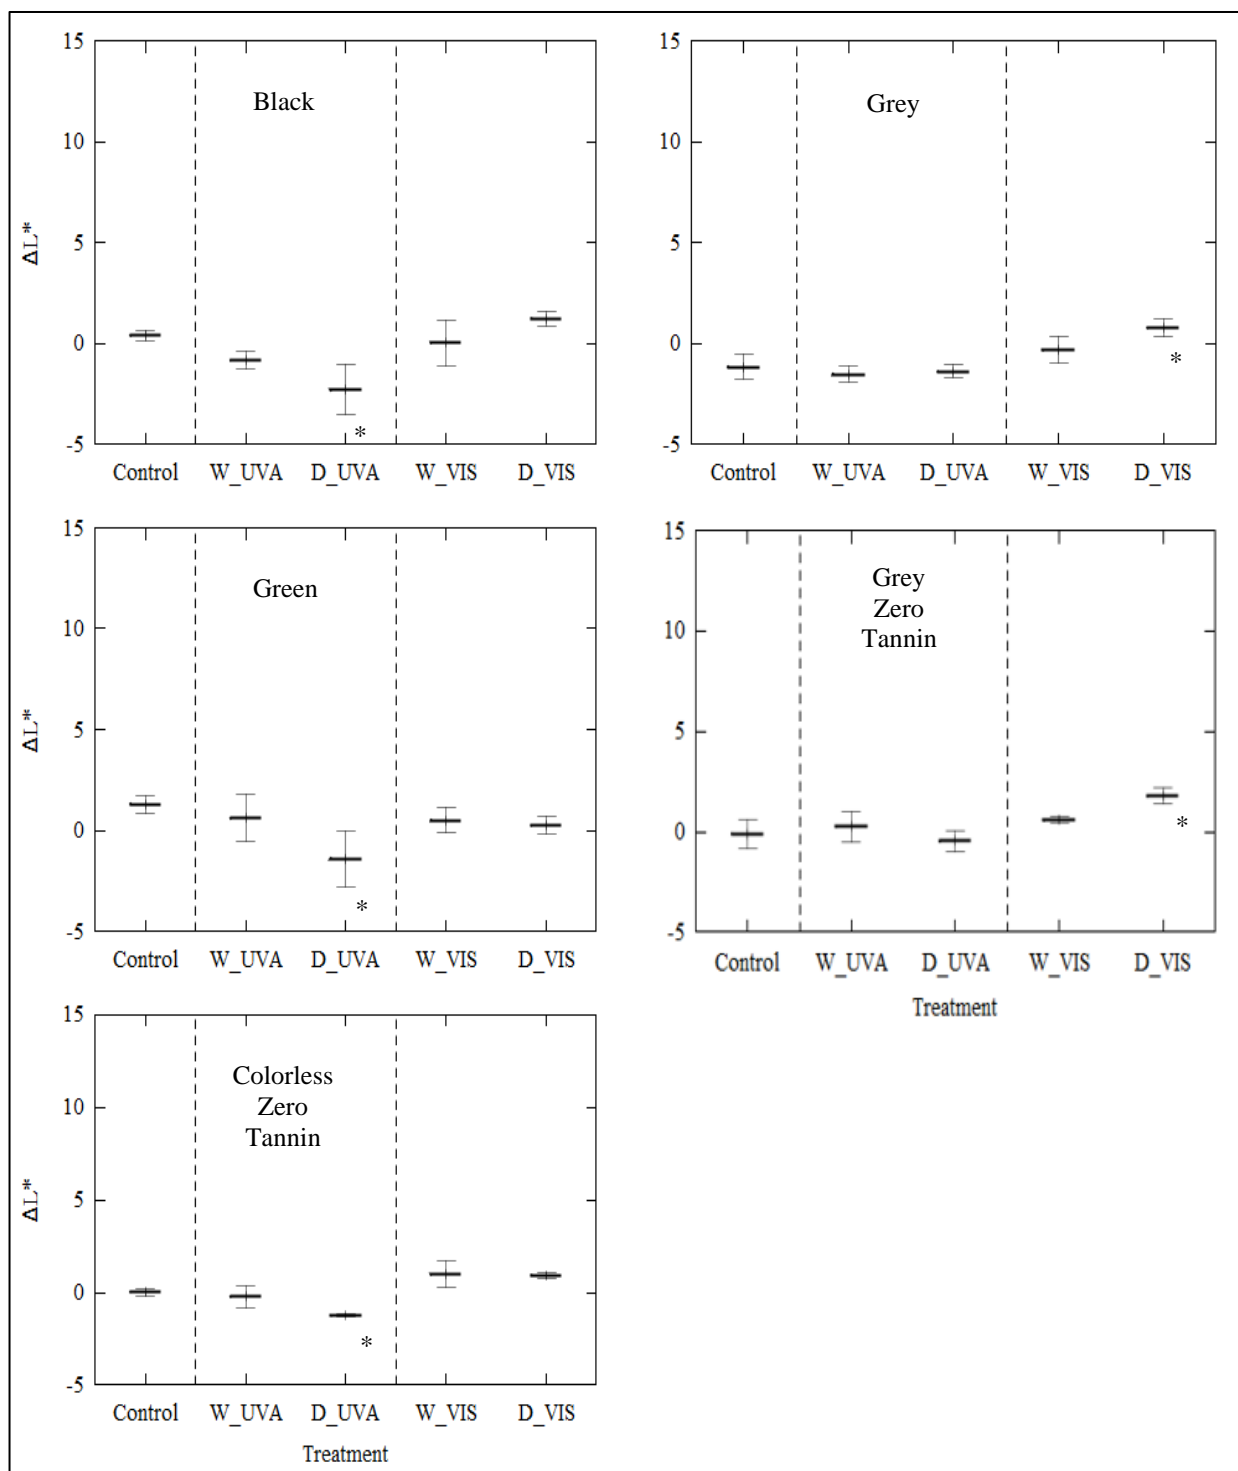 15
10
5
0
-5
ΔL*
Black
*
Control W_UVA D_UVA W_VIS D_VIS
15
10
5
0
-5
Grey
*
Control W_UVA D_UVA W_VIS D_VIS
15
10
5
0
-5
ΔL*
Green
*
Control W_UVA D_UVA W_VIS D_VIS
15
10
5
0
-5
Grey
Zero
Tannin
*
Control W_UVA D_UVA W_VIS D_VIS
Treatment
15
10
5
0
-5
ΔL*
Colorless
Zero
Tannin
*
Control W_UVA D_UVA W_VIS D_VIS
Treatment